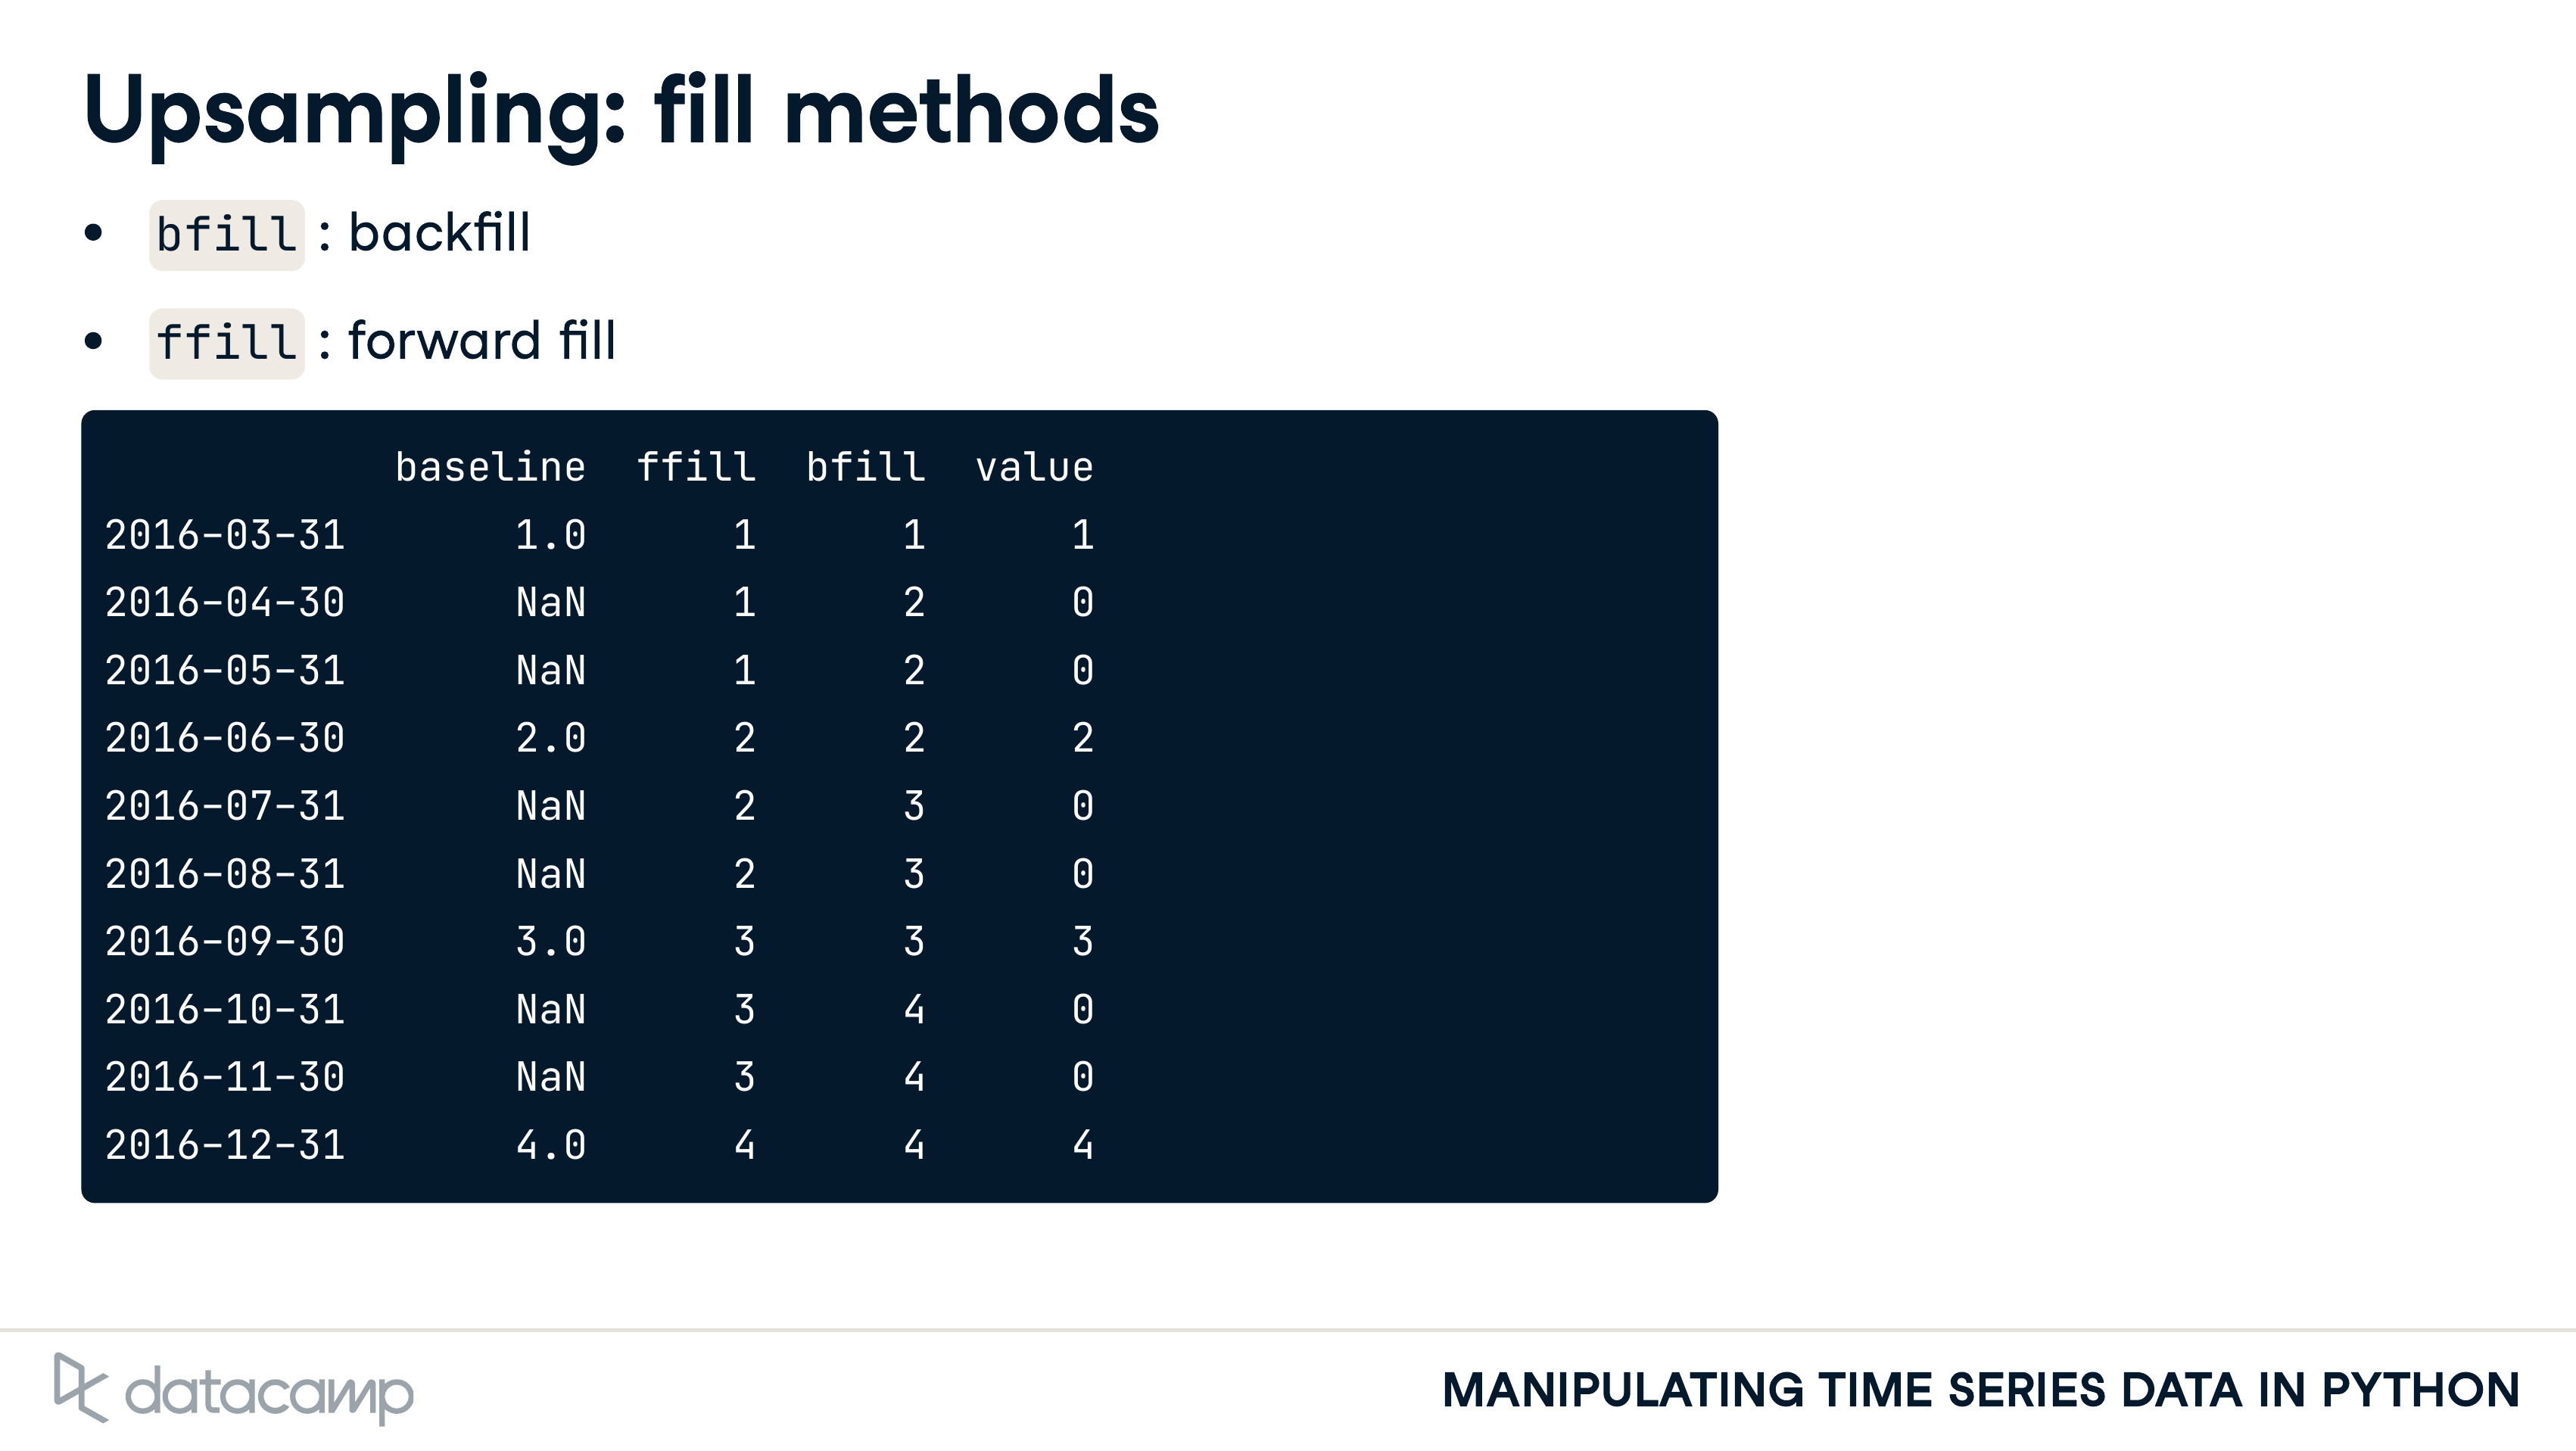 Upsampling: fill methods
• bfill : backfill
• ffill : forward fill
baseline ffill bfill value
2016-03-31 1.0 1 1 1
2016-04-30 NaN 1 2 0
2016-05-31 NaN 1 2 0
2016-06-30 2.0 2 2 2
2016-07-31 NaN 2 3 0
2016-08-31 NaN 2 3 0
2016-09-30 3.0 3 3 3
2016-10-31 NaN 3 4 0
2016-11-30 NaN 3 4 0
2016-12-31 4.0 4 4 4
datacamp
MANIPULATING TIME SERIES DATA IN PYTHON